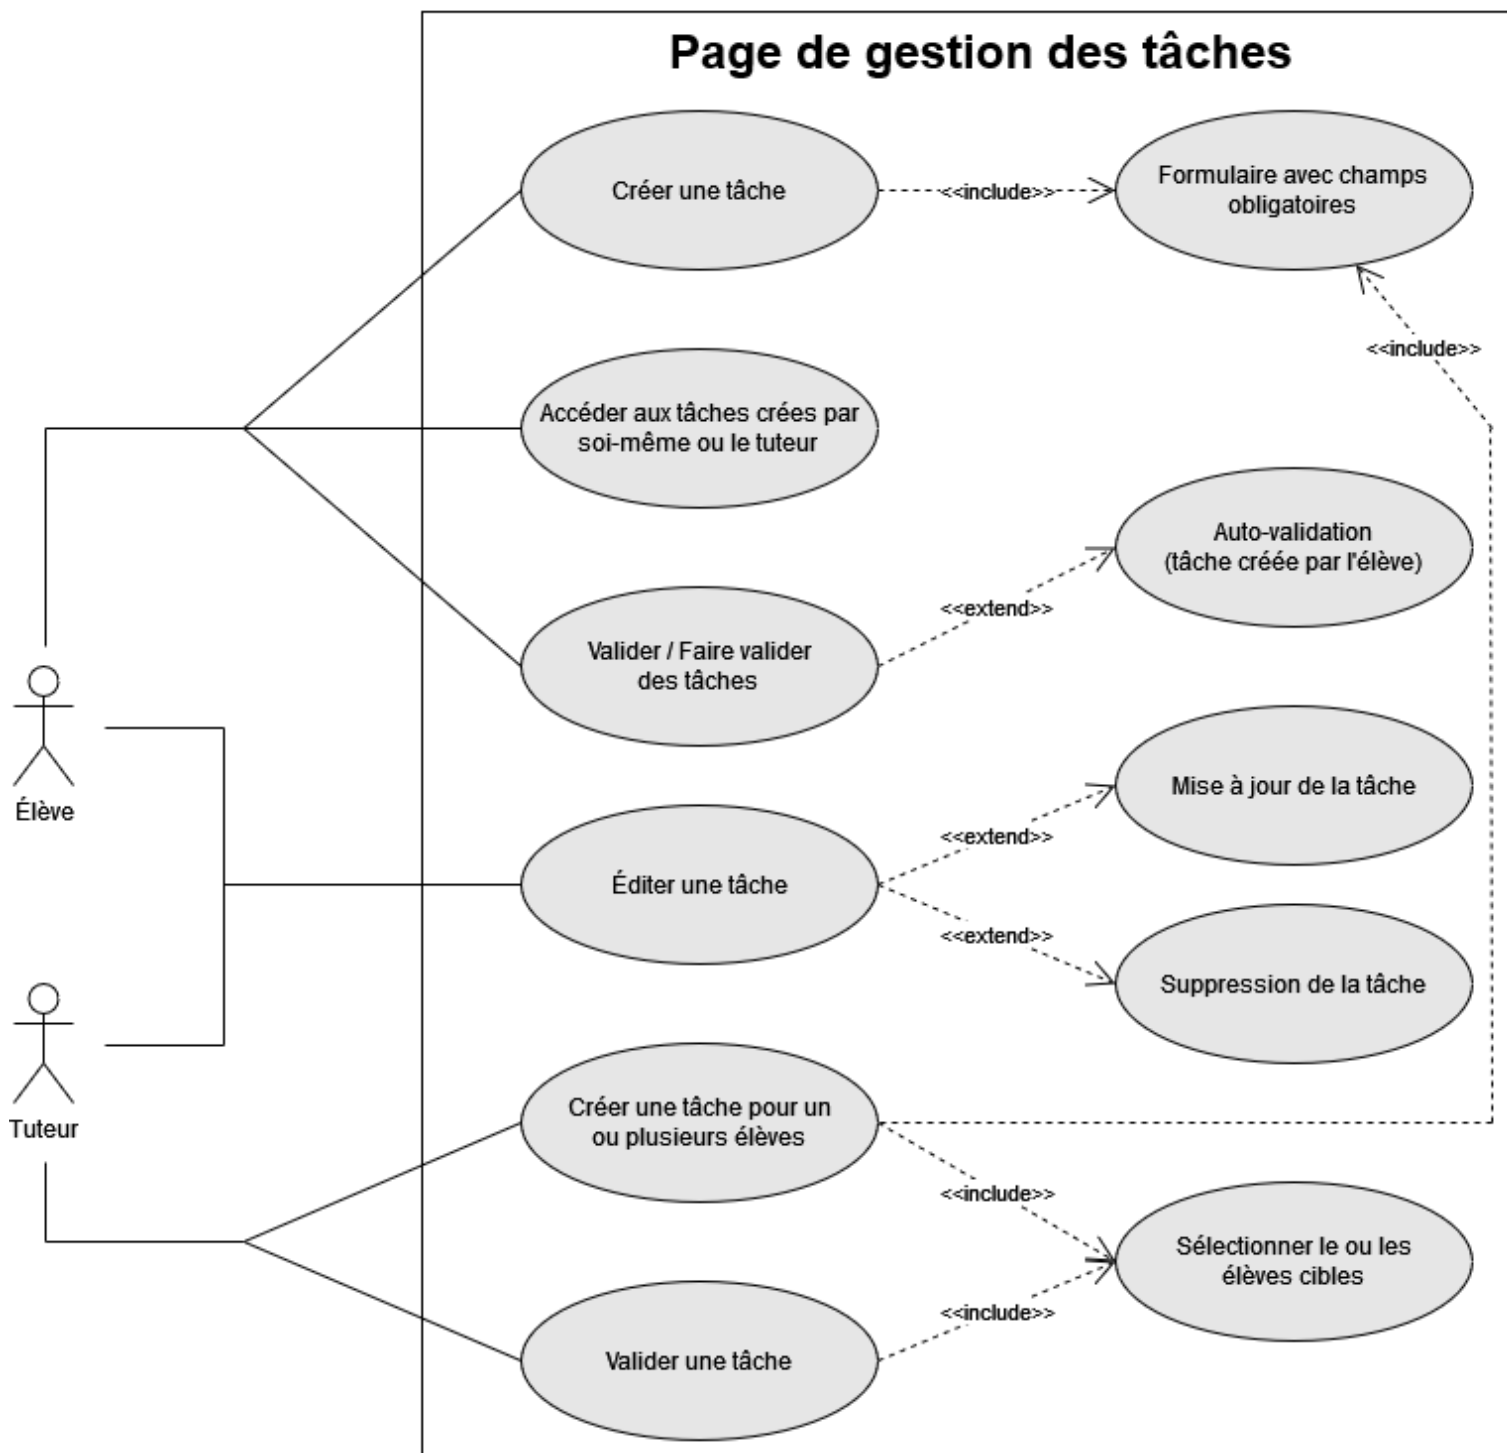 Page de gestion des tâches
Créer une tâche
<<include>>
Formulaire avec champs
obligatoires
<<include>>
Accéder aux tâches crées par
soi-même ou le tuteur
Auto-validation
(tâche créée par l'élève)
<<extend>>
Valider / Faire valider
des tâches
Élève
Mise à jour de la tâche
<<extend>>
Éditer une tâche
<<extend>>
Suppression de la tâche
Tuteur
Créer une tâche pour un
ou plusieurs élèves
<<include>>
Sélectionner le ou les
élèves cibles
<<include>>
Valider une tâche